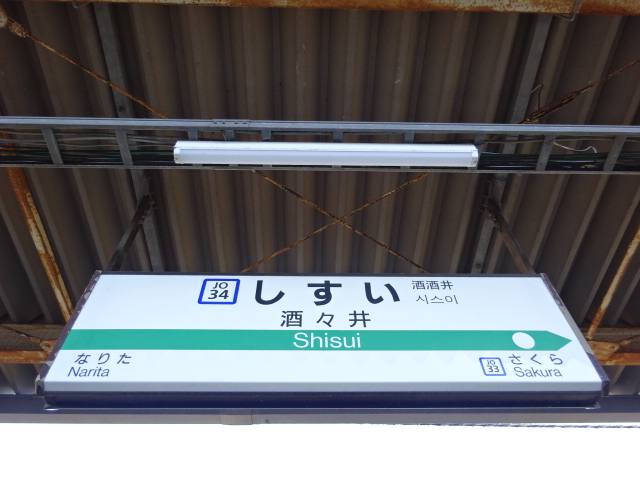 JO
34
しすい
酒酒井
시스이
酒々井
Shisui
なりた
Narita
JO
33
さくら
Sakura